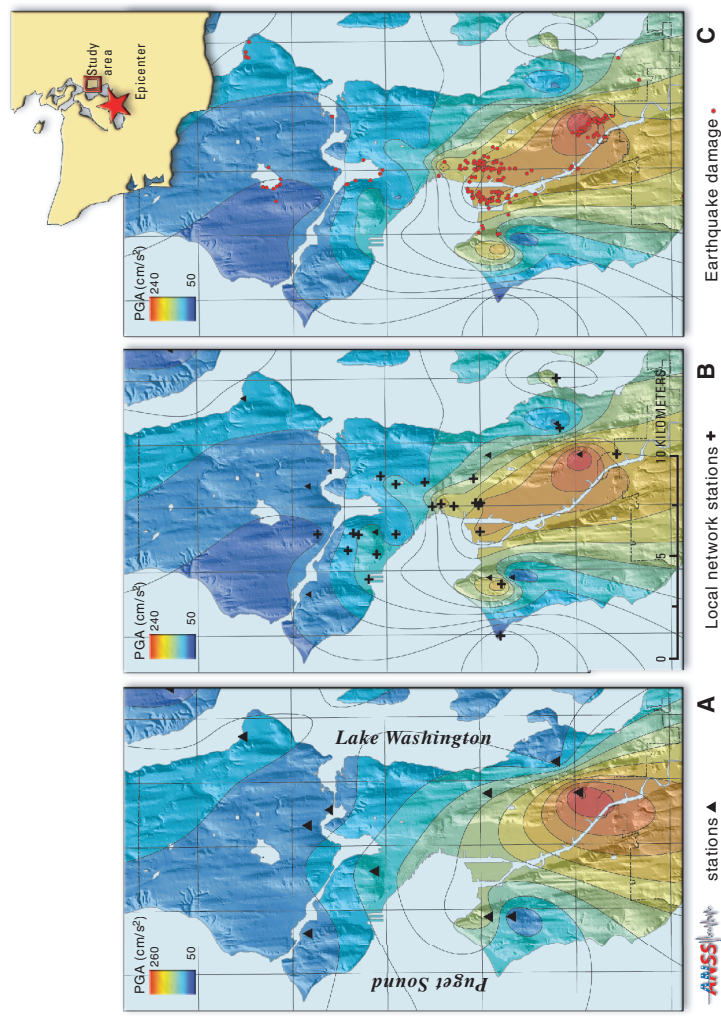 PGA (cm/s²)
260
50
Puget Sound
Lake Washington
ANSS
stations
A
PGA (cm/s²)
240
50
0
5
10 KILOMETERS
Local network stations
B
PGA (cm/s²)
240
50
Study
area
Epicenter
Earthquake damage
C